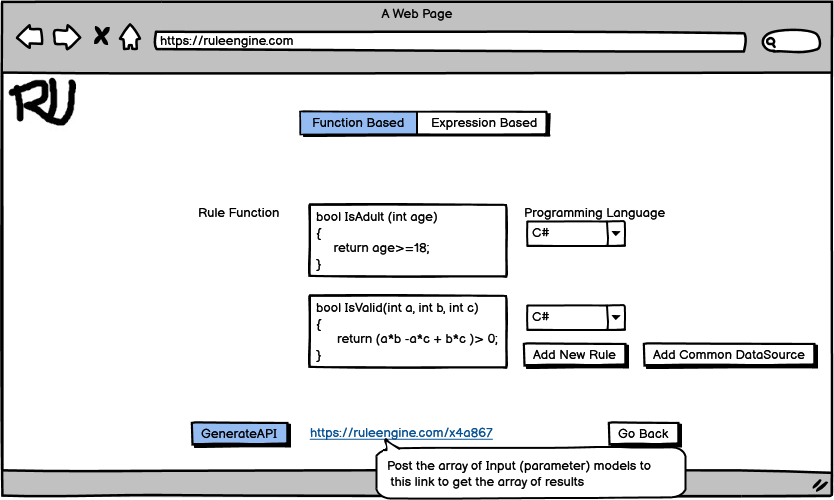 A Web Page
https://ruleengine.com
RU
Function Based
Expression Based
Rule Function
bool IsAdult (int age)
{
return age>=18;
}
Programming Language
C#
bool IsValid(int a, int b, int c)
{
return (a*b -a*c + b*c )> 0;
}
C#
Add New Rule
Add Common DataSource
GenerateAPI
https://ruleengine.com/x4a867
Go Back
Post the array of Input (parameter) models to
this link to get the array of results